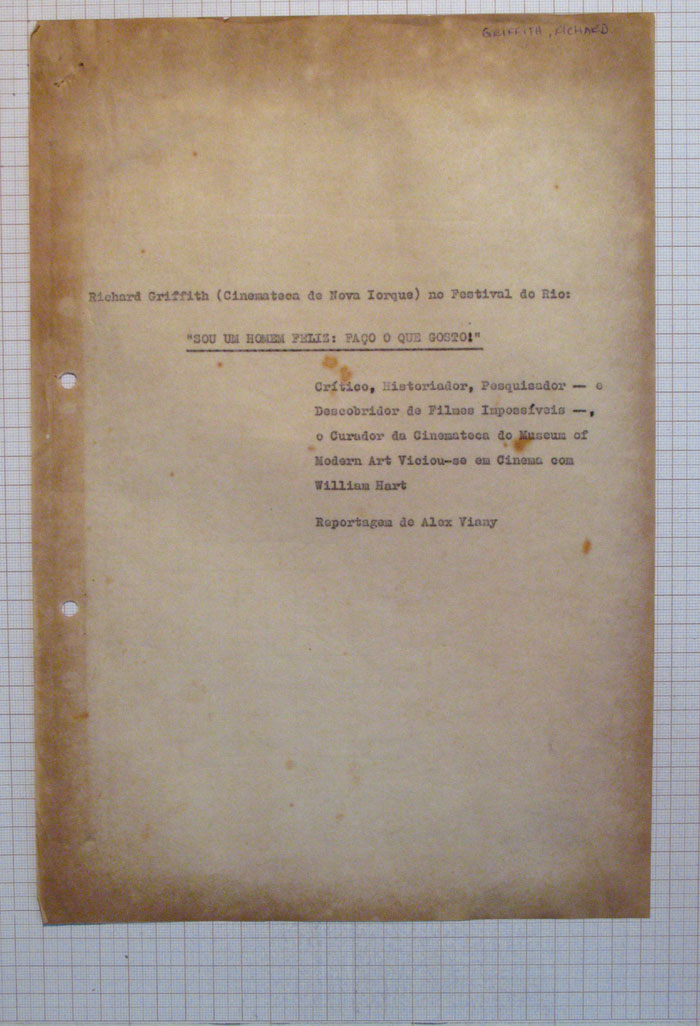 GRIFFITH, RICHARD
Richard Griffith (Cinemateca de Nova Iorque) no Festival do Rio:
"SOU UM HOMEM FELIZ: FAÇO O QUE GOSTO!"
Crítico, Historiador, Pesquisador — e
Descobridor de Filmes Impossíveis —,
o Curador da Cinemateca do Museum of
Modern Art Viciou-se em Cinema com
William Hart
Reportagem de Alex Viany